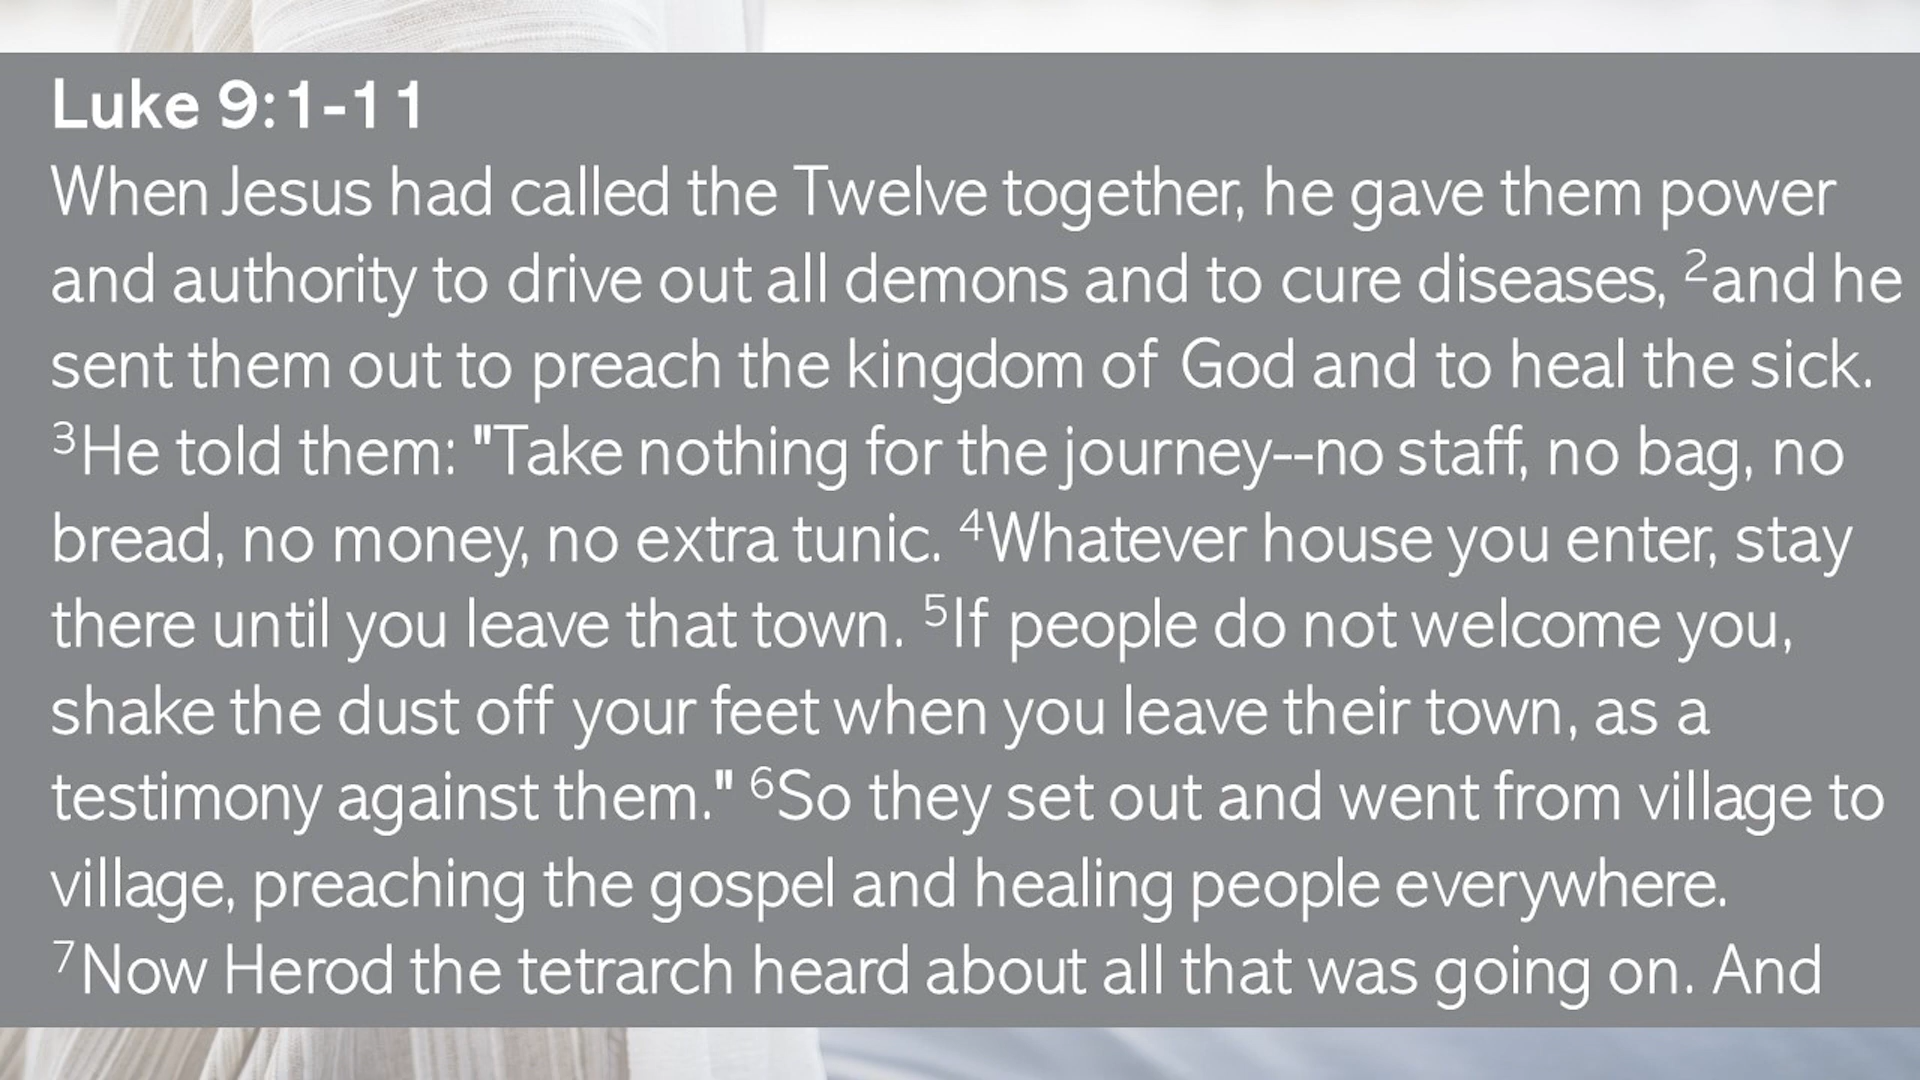 Luke 9:1-11
When Jesus had called the Twelve together, he gave them power
and authority to drive out all demons and to cure diseases, ²and he
sent them out to preach the kingdom of God and to heal the sick.
³He told them: "Take nothing for the journey--no staff, no bag, no
bread, no money, no extra tunic. ⁴Whatever house you enter, stay
there until you leave that town. ⁵If people do not welcome you,
shake the dust off your feet when you leave their town, as a
testimony against them." ⁶So they set out and went from village to
village, preaching the gospel and healing people everywhere.
⁷Now Herod the tetrarch heard about all that was going on. And